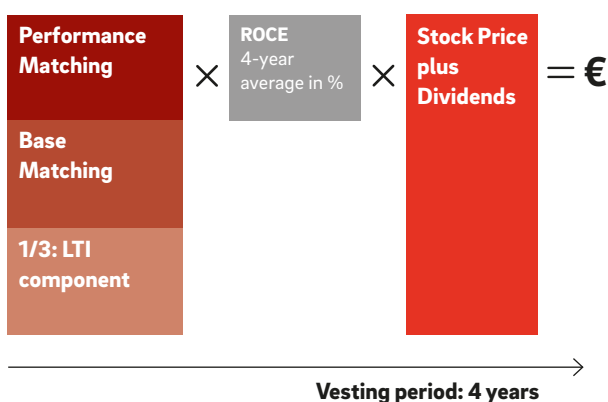 Performance
Matching
×
ROCE
4-year
average in %
×
Stock Price
plus
Dividends
= €
Base
Matching
1/3: LTI
component
Vesting period: 4 years